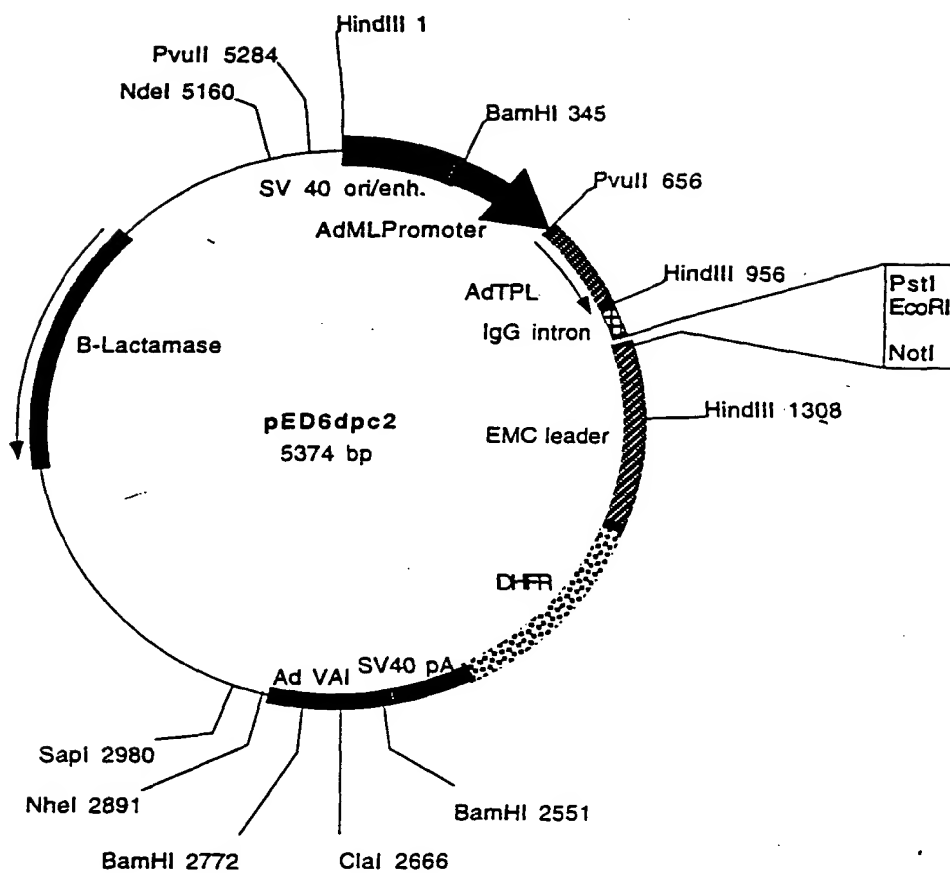 HindIII 1
PvuII 5284
NdeI 5160
BamHI 345
SV 40 ori/enh.
PvuII 656
AdMLPromoter
HindIII 956
PstI
EcoRI
NotI
AdTPL
IgG intron
B-Lactamase
HindIII 1308
pED6dpc2
5374 bp
EMC leader
DHFR
SV40 pA
Ad VAI
SapI 2980
NheI 2891
BamHI 2551
BamHI 2772
ClaI 2666